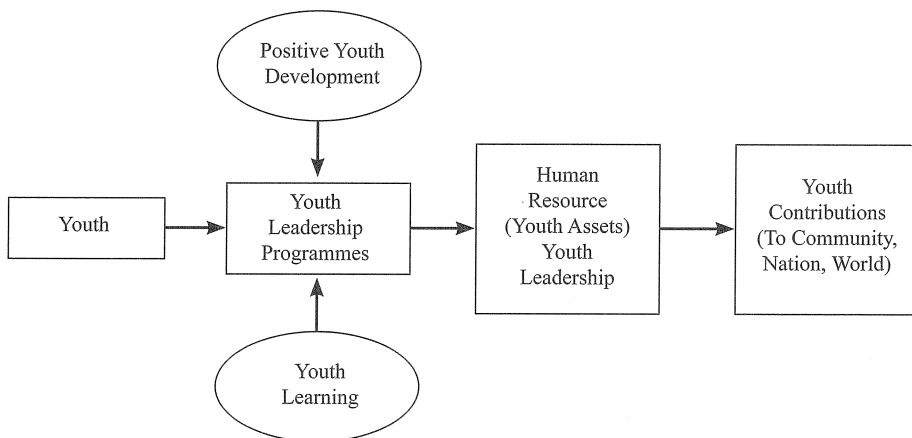 Positive Youth
Development
Youth
Youth
Leadership
Programmes
Human
Resource
(Youth Assets)
Youth
Leadership
Youth
Contributions
(To Community,
Nation, World)
Youth
Learning